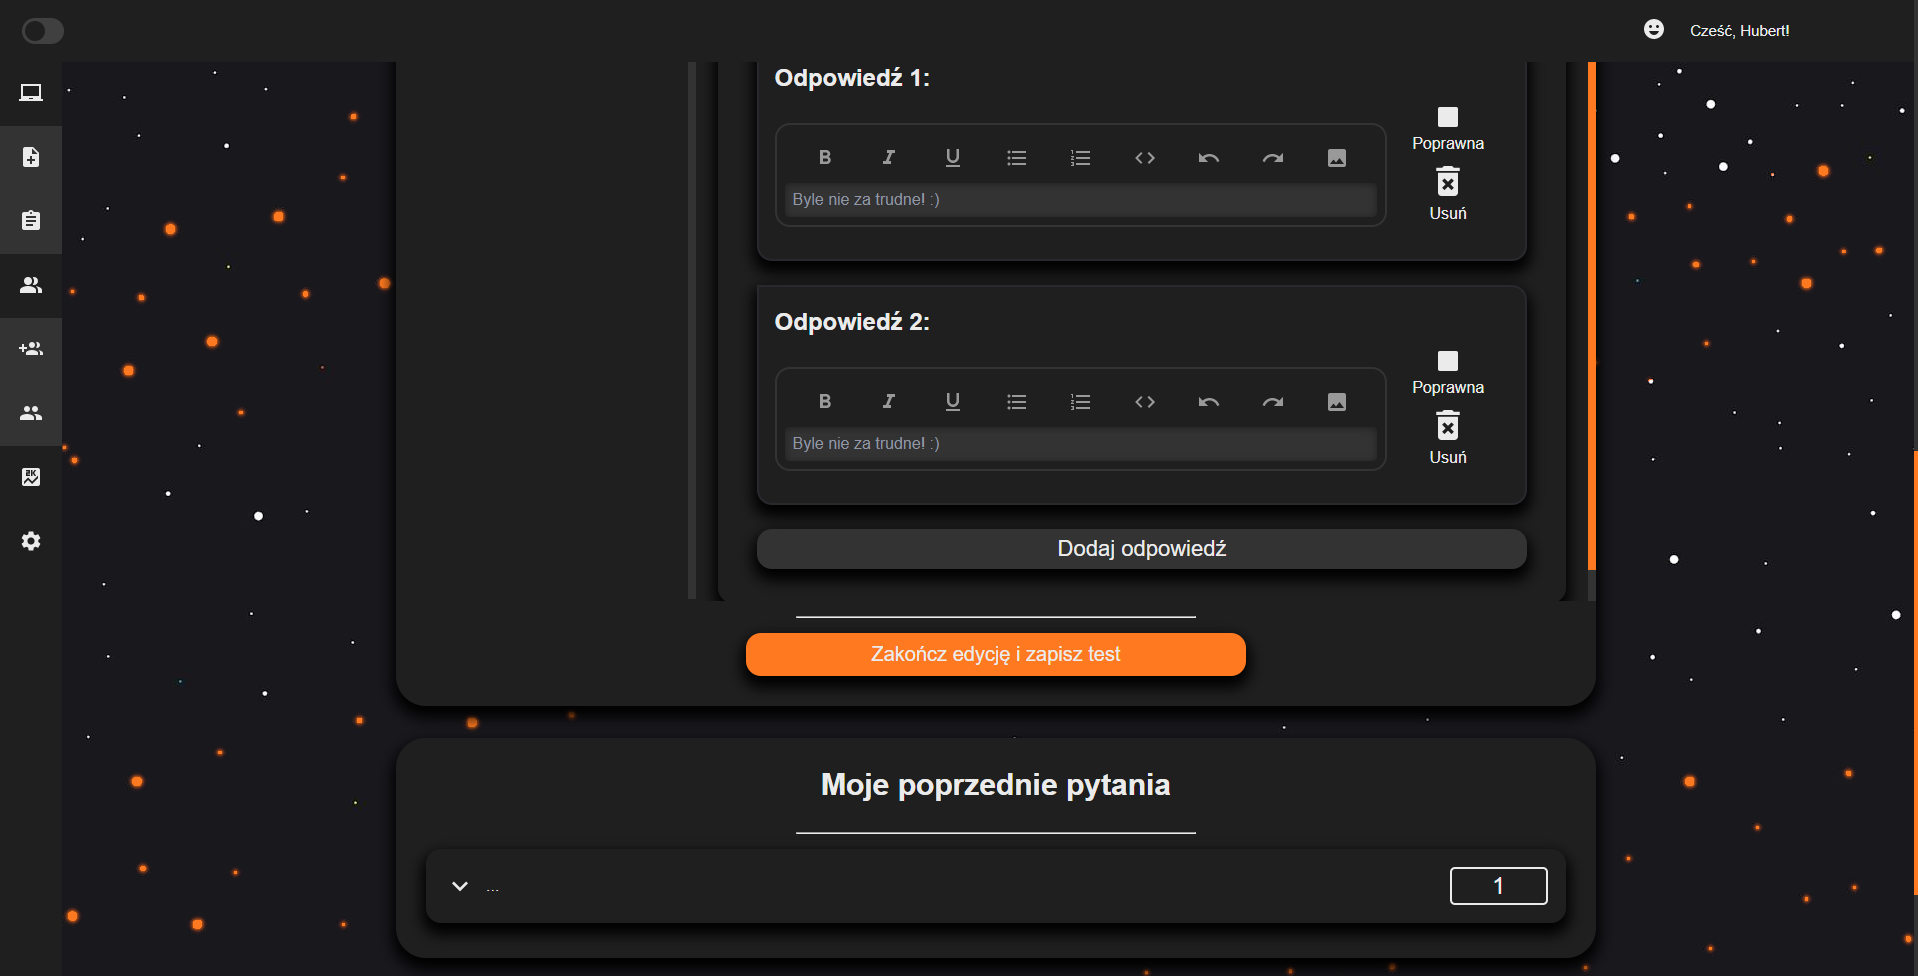 Cześć, Hubert!
Odpowiedź 1:
Poprawna
Byle nie za trudne! :)
Usuń
Odpowiedź 2:
Poprawna
Byle nie za trudne! :)
Usuń
Dodaj odpowiedź
Zakończ edycję i zapisz test
Moje poprzednie pytania
... 1